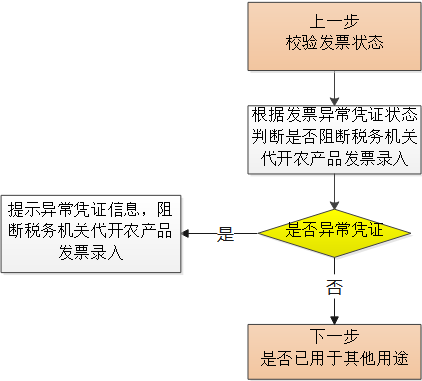 上一步
校验发票状态
根据发票异常凭证状态
判断是否阻断税务机关
代开农产品发票录入
是否异常凭证
是
提示异常凭证信息，阻
断税务机关代开农产品
发票录入
否
下一步
是否已用于其他用途